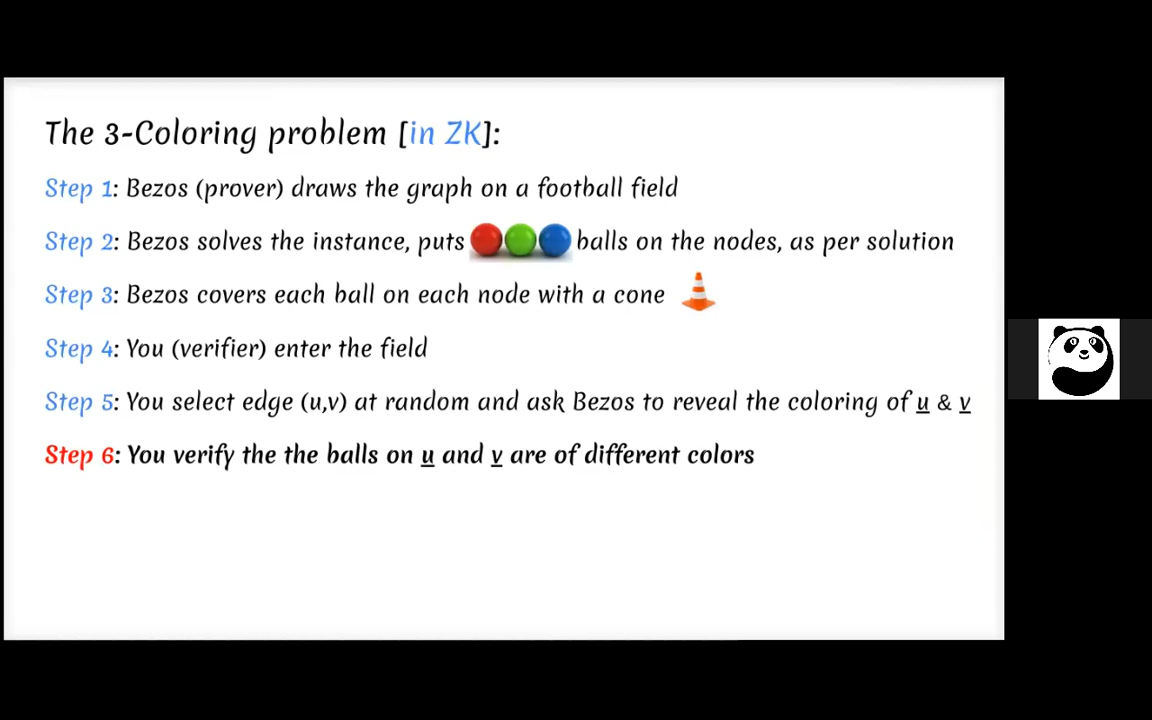 The 3-Coloring problem [in ZK]:
Step 1: Bezos (prover) draws the graph on a football field
Step 2: Bezos solves the instance, puts balls on the nodes, as per solution
Step 3: Bezos covers each ball on each node with a cone
Step 4: You (verifier) enter the field
Step 5: You select edge (u,v) at random and ask Bezos to reveal the coloring of u & v
Step 6: You verify the the balls on u and v are of different colors